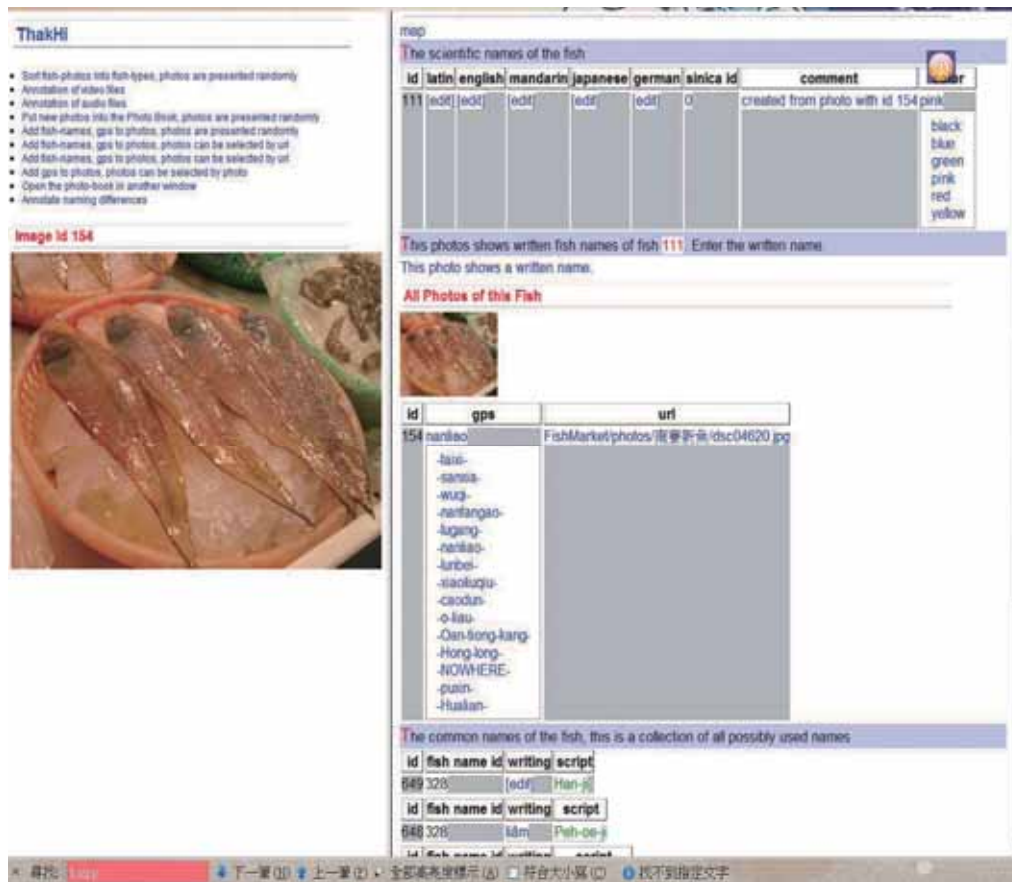 ThakHi
Sort fish-photos into fish-types, photos are presented randomly
Annotation of video files
Annotation of audio files
Put new photos into the Photo Book, photos are presented randomly
Add fish-names, gps to photos, photos are presented randomly
Add fish-names, gps to photos, photos can be selected by url
Add fish-names, gps to photos, photos can be selected by url
Add gps to photos, photos can be selected by photo
Open the photo-book in another window
Annotate naming differences
Image Id 154
map
The scientific names of the fish
id latin english mandarin japanese german sinica id comment
111 [edit] [edit] [edit] [edit] [edit] 0 created from photo with id 154 pink
black
blue
green
pink
red
yellow
This photos shows written fish names of fish 111. Enter the written name
This photo shows a written name.
All Photos of this Fish
id gps url
154 nanliao FishMarket/photos/dsc04620.jpg
-taixi-
-sanxia-
-wuqi-
-nanfangao-
-lugang-
-nanliao-
-lunbei-
-xiaoliuqiu-
-caodun-
-o-liau-
-Oan-tiong-kang-
-Hong-long-
-NOWHERE-
-puxin-
-Hualian-
The common names of the fish, this is a collection of all possibly used names
id fish name id writing script
649 328 [edit] Han-ji
id fish name id writing script
648 328 liâm Peh-oe-ji
id fish name id writing script
× 尋找: 下一筆(N) 上一筆(P) 全部高亮度標示(A) 符合大小寫(C) 找不到指定文字